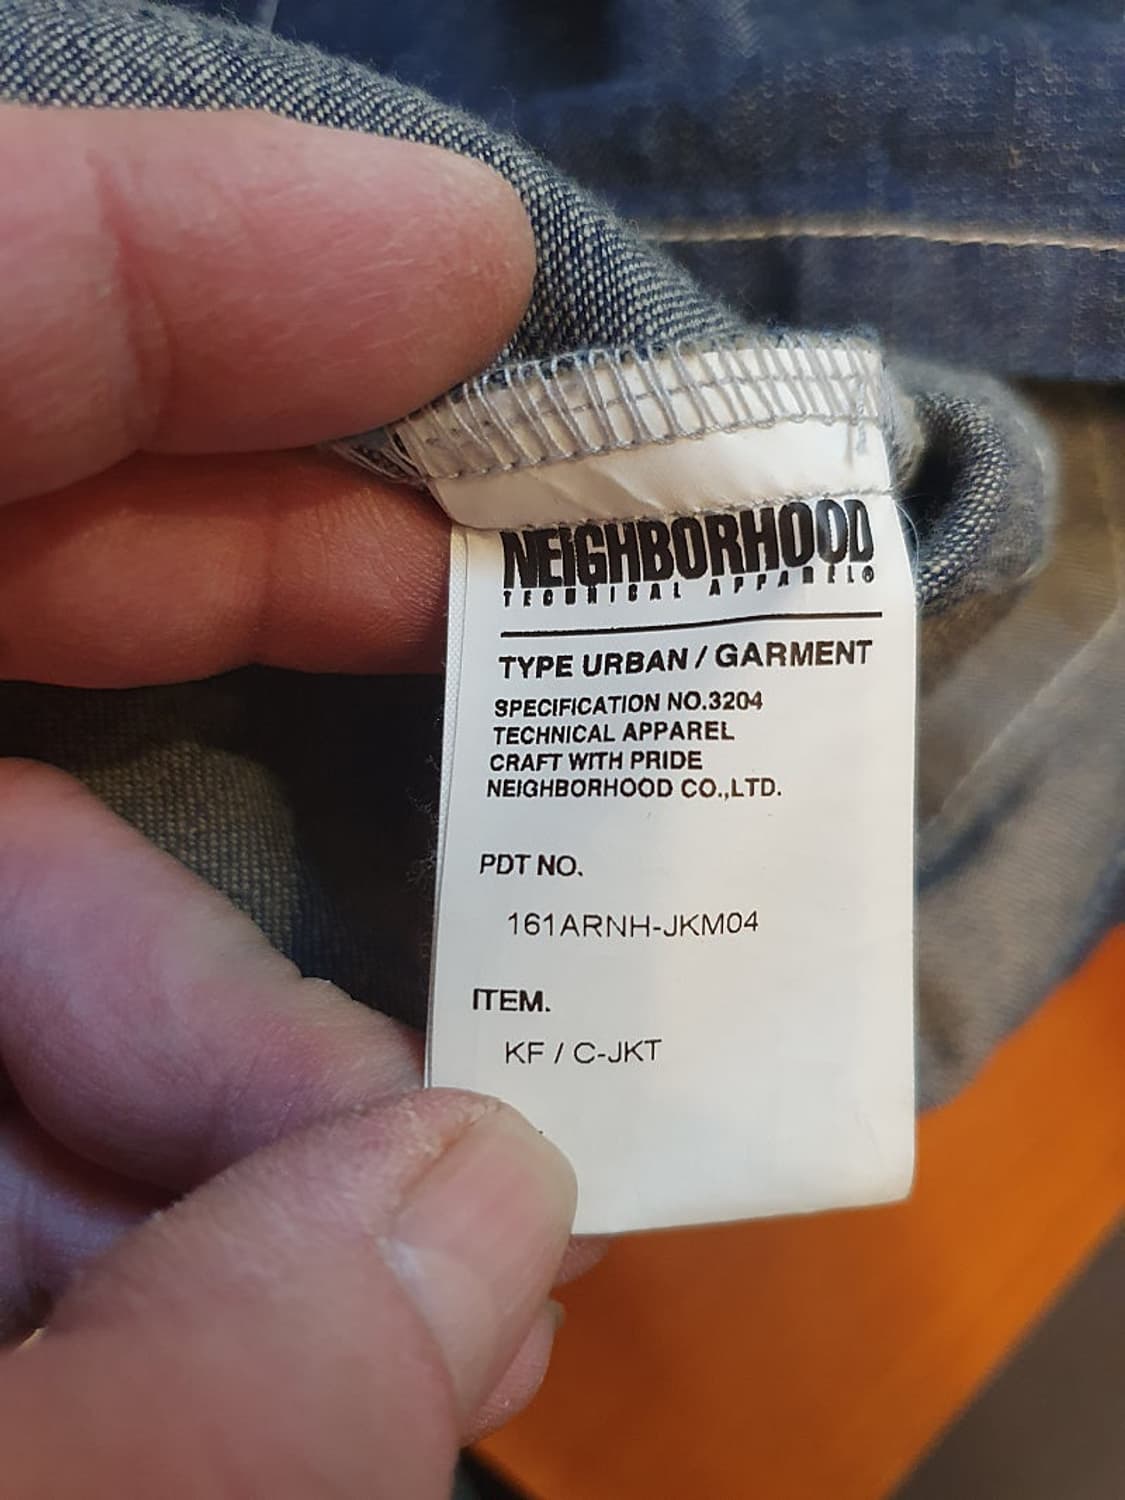 NEIGHBORHOOD
TECHNICAL APPAREL®
TYPE URBAN / GARMENT
SPECIFICATION NO.3204
TECHNICAL APPAREL
CRAFT WITH PRIDE
NEIGHBORHOOD CO.,LTD.
PDT NO.
161ARNH-JKM04
ITEM.
KF / C-JKT